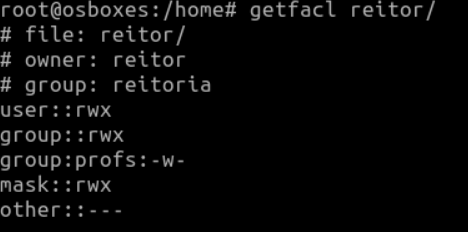 root@osboxes:/home# getfacl reitor/
# file: reitor/
# owner: reitor
# group: reitoria
user::rwx
group::rwx
group:profs:-w-
mask::rwx
other::---